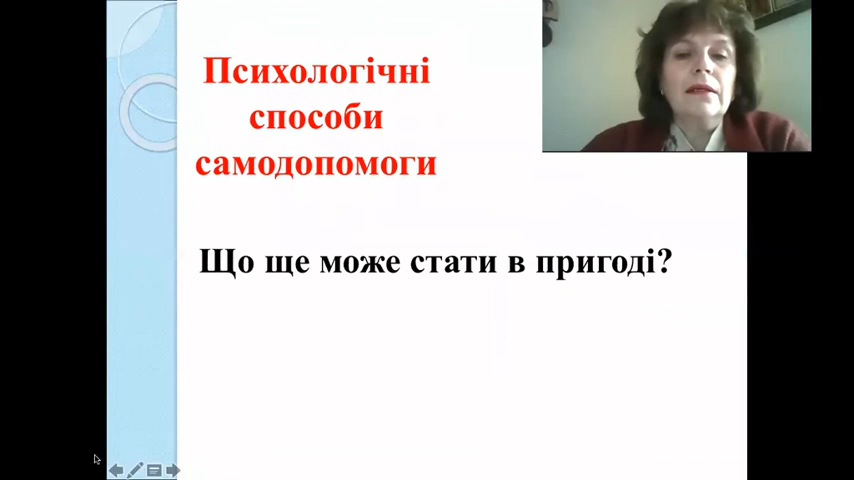 Психологічні
способи
самодопомоги
Що ще може стати в пригоді?